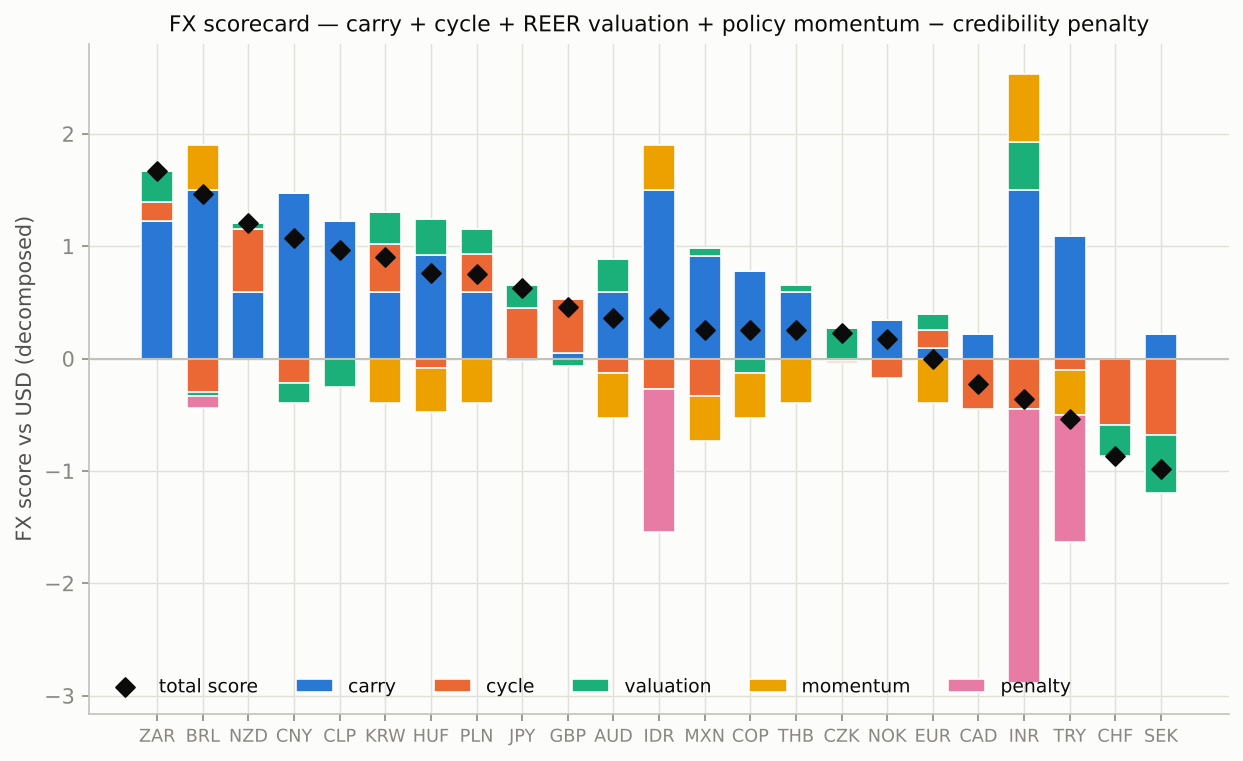 FX scorecard — carry + cycle + REER valuation + policy momentum − credibility penalty
FX score vs USD (decomposed)
2
1
0
−1
−2
−3
total score carry cycle valuation momentum penalty
ZAR BRL NZD CNY CLP KRW HUF PLN JPY GBP AUD IDR MXN COP THB CZK NOK EUR CAD INR TRY CHF SEK